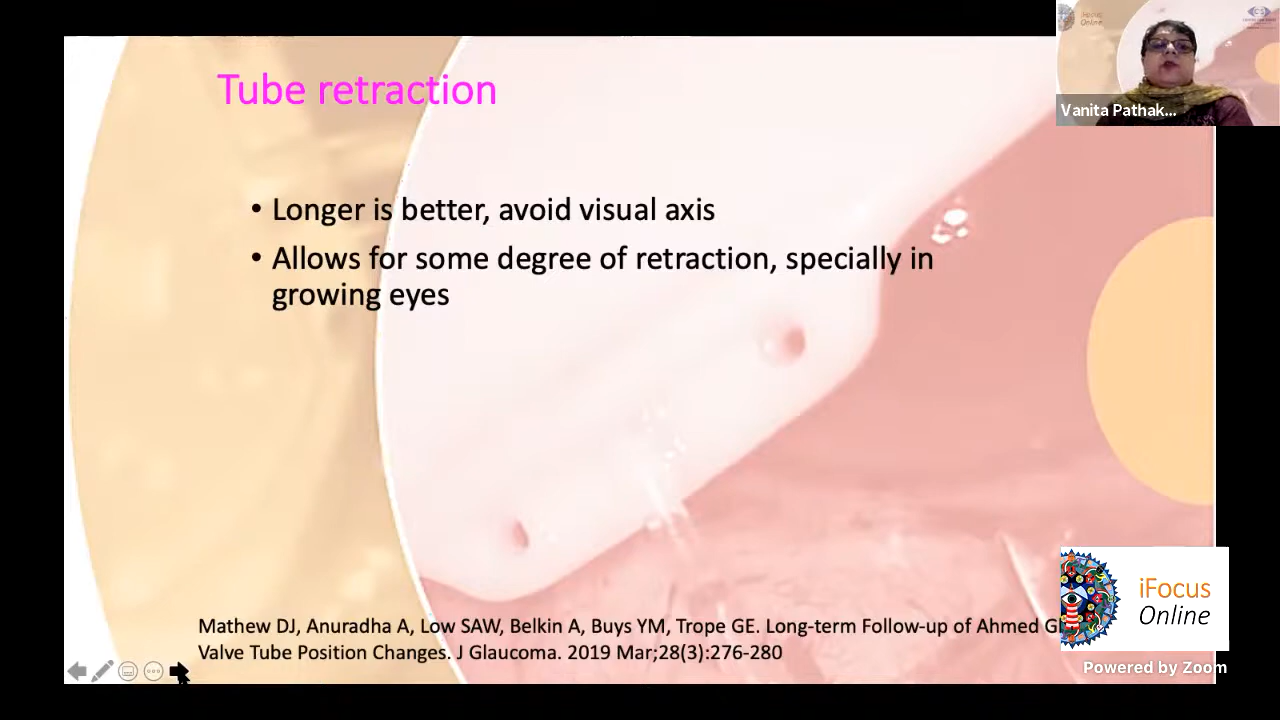 Tube retraction
Vanita Pathak...
• Longer is better, avoid visual axis
• Allows for some degree of retraction, specially in
growing eyes
iFocus
Online
Mathew DJ, Anuradha A, Low SAW, Belkin A, Buys YM, Trope GE. Long-term Follow-up of Ahmed
Valve Tube Position Changes. J Glaucoma. 2019 Mar;28(3):276-280
Powered by Zoom